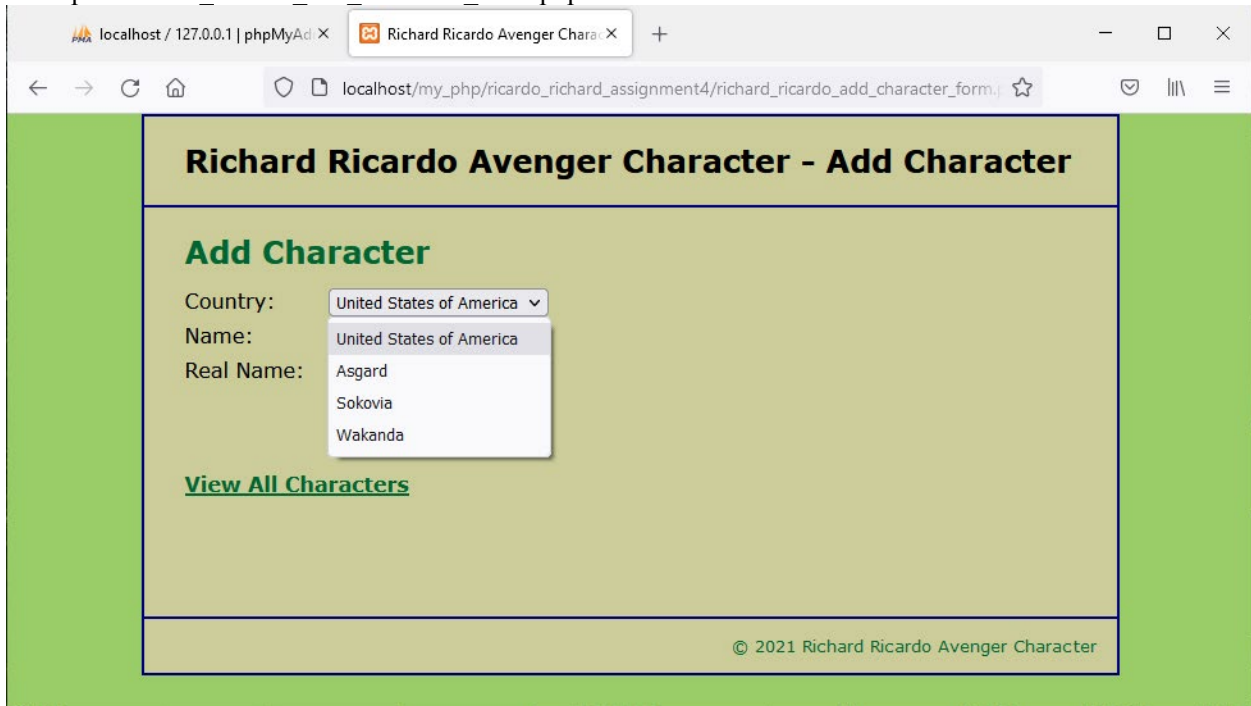 localhost / 127.0.0.1 | phpMyAd
Richard Ricardo Avenger Charac
localhost/my_php/ricardo_richard_assignment4/richard_ricardo_add_character_form.
Richard Ricardo Avenger Character - Add Character
Add Character
Country: United States of America
Name: United States of America
Real Name: Asgard
Sokovia
Wakanda
View All Characters
© 2021 Richard Ricardo Avenger Character